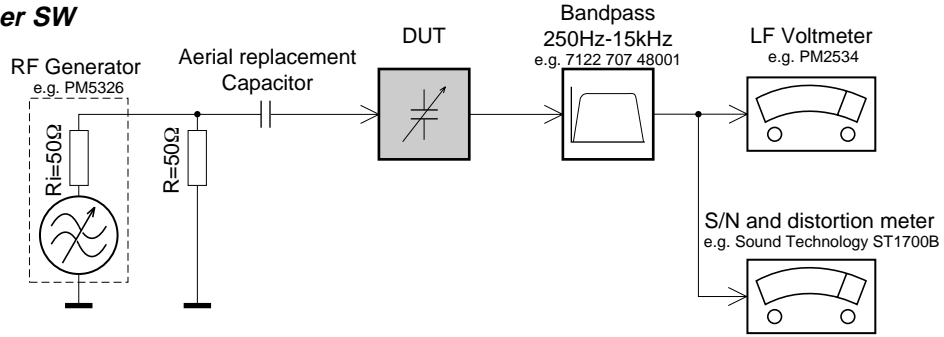 er SW
RF Generator
e.g. PM5326
Ri=50Ω
R=50Ω
Aerial replacement
Capacitor
DUT
Bandpass
250Hz-15kHz
e.g. 7122 707 48001
LF Voltmeter
e.g. PM2534
S/N and distortion meter
e.g. Sound Technology ST1700B